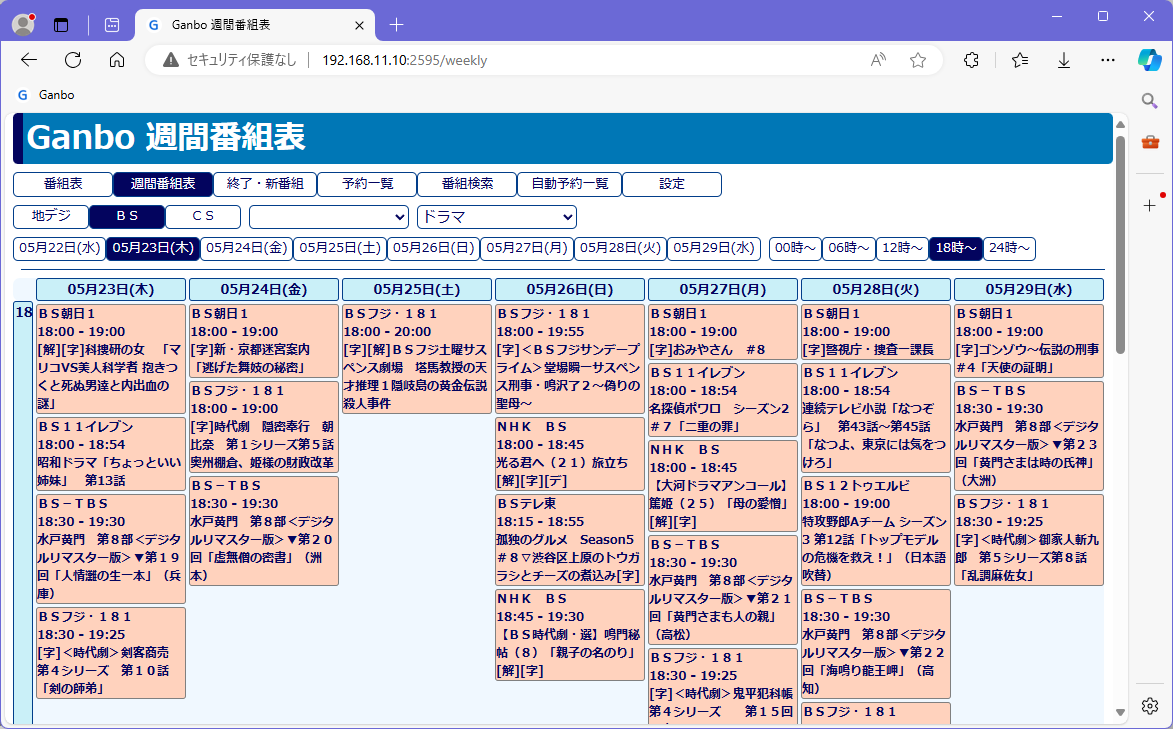 Ganbo 週間番組表
セキュリティ保護なし 192.168.11.10:2595/weekly
Ganbo
Ganbo 週間番組表
番組表 週間番組表 終了・新番組 予約一覧 番組検索 自動予約一覧 設定
地デジ ＢＳ ＣＳ ドラマ
05月22日(水) 05月23日(木) 05月24日(金) 05月25日(土) 05月26日(日) 05月27日(月) 05月28日(火) 05月29日(水) 00時～ 06時～ 12時～ 18時～ 24時～
18
05月23日(木)
ＢＳ朝日１
18:00 - 19:00
[解][字]科捜研の女　「マ
リコVS美人科学者 抱きつ
くと死ぬ男達と内出血の
謎」
ＢＳ１１イレブン
18:00 - 18:54
昭和ドラマ「ちょっといい
姉妹」　第13話
ＢＳ－ＴＢＳ
18:30 - 19:30
水戸黄門　第８部＜デジタ
ルリマスター版＞▼第１９
回「人情灘の生一本」（兵
庫）
ＢＳフジ・１８１
18:30 - 19:25
[字]＜時代劇＞剣客商売
第４シリーズ　第１０話
「剣の師弟」
05月24日(金)
ＢＳ朝日１
18:00 - 19:00
[字]新・京都迷宮案内
「逃げた舞妓の秘密」
ＢＳフジ・１８１
18:00 - 19:00
[字]時代劇　隠密奉行　朝
比奈　第１シリーズ第５話
奥州棚倉、姫様の財政改革
ＢＳ－ＴＢＳ
18:30 - 19:30
水戸黄門　第８部＜デジタ
ルリマスター版＞▼第２０
回「虚無僧の密書」（洲
本）
05月25日(土)
ＢＳフジ・１８１
18:00 - 20:00
[字][解]ＢＳフジ土曜サス
ペンス劇場　塔馬教授の天
才推理１隠岐島の黄金伝説
殺人事件
05月26日(日)
ＢＳフジ・１８１
18:00 - 19:55
[字]＜ＢＳフジサンデープ
ライム＞堂場瞬一サスペン
ス刑事・鳴沢了２～偽りの
聖母～
ＮＨＫ　ＢＳ
18:00 - 18:45
光る君へ（２１）旅立ち
[解][字][デ]
ＢＳテレ東
18:15 - 18:55
孤独のグルメ　Season5
＃８▽渋谷区上原のトウガ
ラシとチーズの煮込み[字]
ＮＨＫ　ＢＳ
18:45 - 19:30
【ＢＳ時代劇・選】鳴門秘
帖（８）「親子の名のり」
[解][字]
05月27日(月)
ＢＳ朝日１
18:00 - 19:00
[字]おみやさん　＃８
ＢＳ１１イレブン
18:00 - 18:54
名探偵ポワロ　シーズン2
＃７「二重の罪」
ＮＨＫ　ＢＳ
18:00 - 18:45
【大河ドラマアンコール】
篤姫（２５）「母の愛憎」
[解][字]
ＢＳ－ＴＢＳ
18:30 - 19:30
水戸黄門　第８部＜デジタ
ルリマスター版＞▼第２１
回「黄門さまも人の親」
（高松）
ＢＳフジ・１８１
18:30 - 19:25
[字]＜時代劇＞鬼平犯科帳
第４シリーズ　　第１５回
05月28日(火)
ＢＳ朝日１
18:00 - 19:00
[字]警視庁・捜査一課長
ＢＳ１１イレブン
18:00 - 18:54
連続テレビ小説「なつぞ
ら」　第43話～第45話
「なつよ、東京には気をつ
けろ」
ＢＳ１２トゥエルビ
18:00 - 19:00
特攻野郎Aチーム シーズン
3 第12話「トップモデル
の危機を救え！」（日本語
吹替）
ＢＳ－ＴＢＳ
18:30 - 19:30
水戸黄門　第８部＜デジタ
ルリマスター版＞▼第２２
回「海鳴り龍王岬」（高
知）
ＢＳフジ・１８１
05月29日(水)
ＢＳ朝日１
18:00 - 19:00
[字]ゴンゾウ～伝説の刑事
#4「天使の証明」
ＢＳ－ＴＢＳ
18:30 - 19:30
水戸黄門　第８部＜デジタ
ルリマスター版＞▼第２３
回「黄門さまは時の氏神」
（大洲）
ＢＳフジ・１８１
18:30 - 19:25
[字]＜時代劇＞御家人斬九
郎　第５シリーズ第８話
「乱調麻佐女」